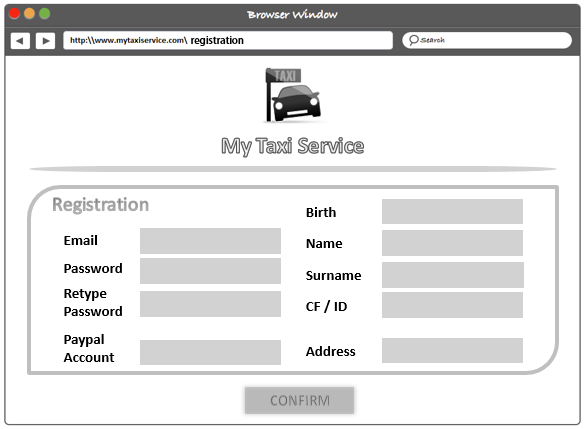 Browser Window
http:\\www.mytaxiservice.com\ registration
Search
TAXI
My Taxi Service
Registration
Email
Password
Retype
Password
Paypal
Account
Birth
Name
Surname
CF / ID
Address
CONFIRM